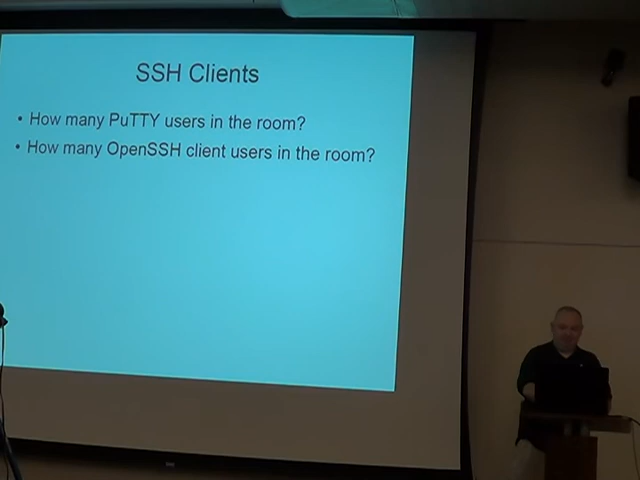 SSH Clients
• How many PuTTY users in the room?
• How many OpenSSH client users in the room?